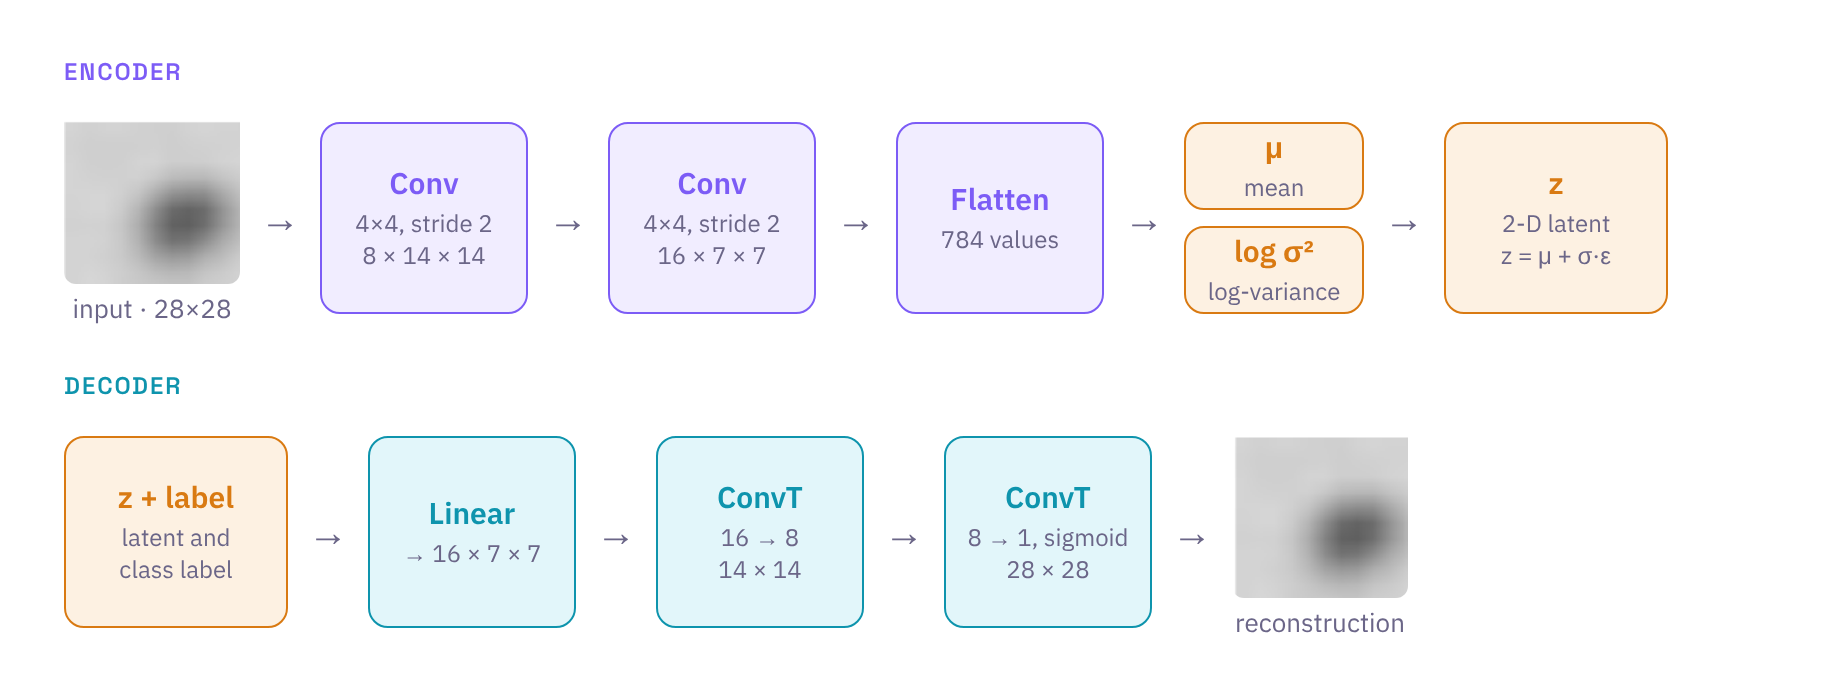 ENCODER
input · 28×28
→
Conv
4×4, stride 2
8 × 14 × 14
→
Conv
4×4, stride 2
16 × 7 × 7
→
Flatten
784 values
→
μ
mean
log σ²
log-variance
→
z
2-D latent
z = μ + σ·ε
DECODER
z + label
latent and
class label
→
Linear
→ 16 × 7 × 7
→
ConvT
16 → 8
14 × 14
→
ConvT
8 → 1, sigmoid
28 × 28
→
reconstruction